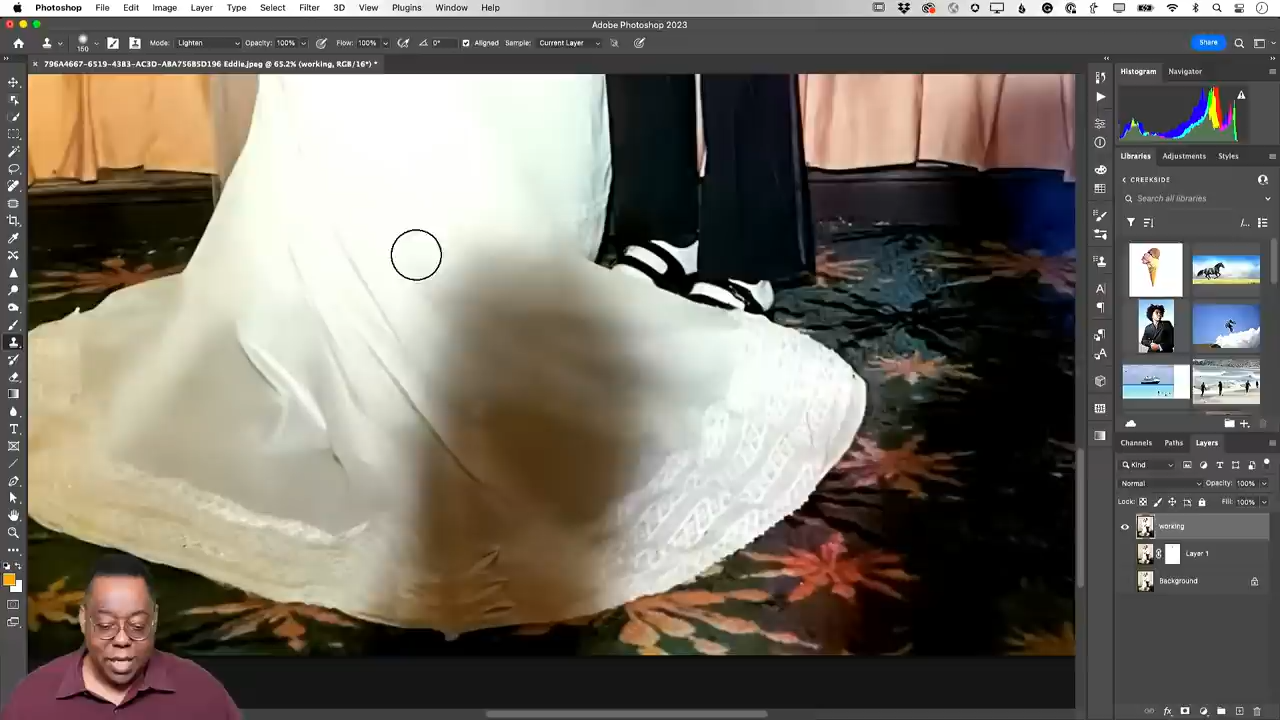 Photoshop File Edit Image Layer Type Select Filter 3D View Plugins Window Help
Adobe Photoshop 2023
160 Mode: Lighten Opacity: 100% Flow: 100% 0° Aligned Sample: Current Layer Share
796A4667-6519-43B3-AC3D-ABA756B5D196 Eddie.jpeg @ 65.2% (working, RGB/16*) *
Histogram Navigator
Libraries Adjustments Styles
CREEKSIDE
Search all libraries
Channels Paths Layers
Kind
Normal Opacity: 100%
Lock: Fill: 100%
working
Layer 1
Background